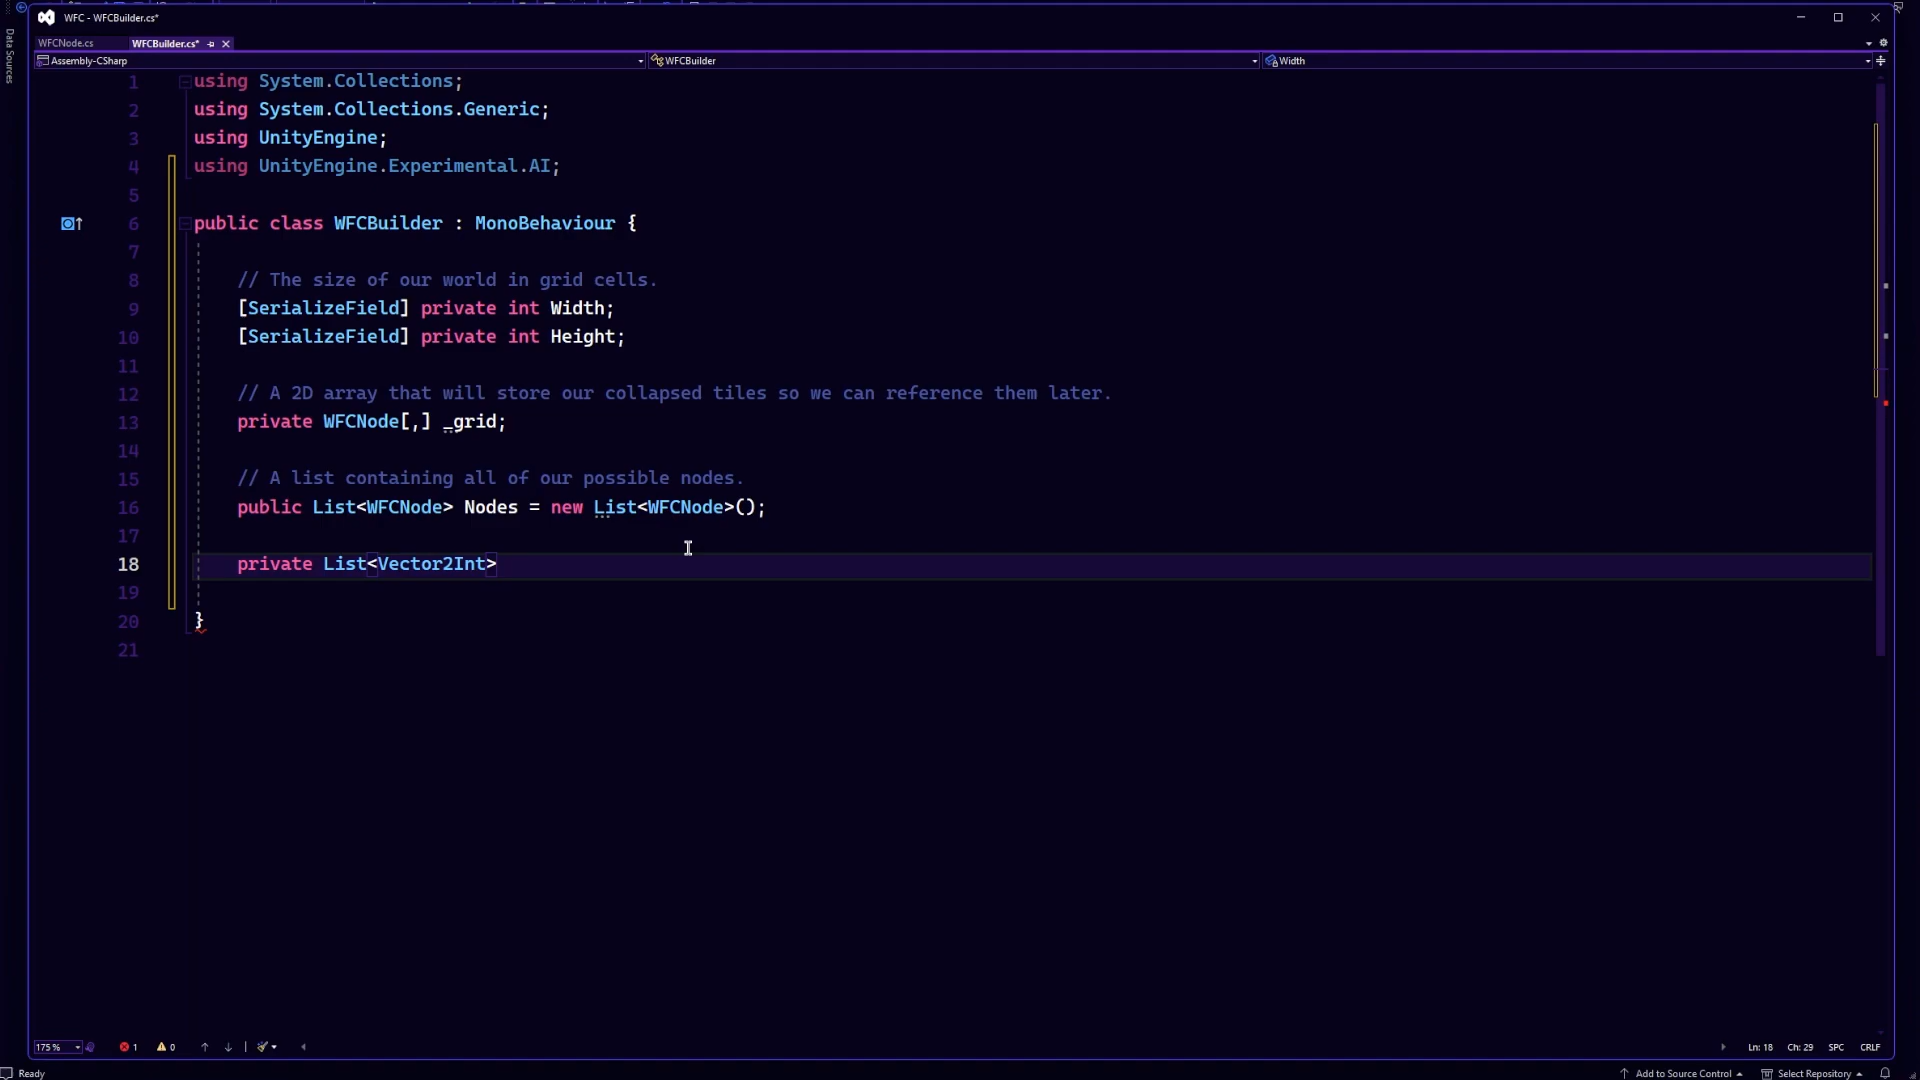 WFC - WFCBuilder.cs*
Data Sources
WFCNode.cs
WFCBuilder.cs*
Assembly-CSharp
WFCBuilder
Width
1 using System.Collections;
2 using System.Collections.Generic;
3 using UnityEngine;
4 using UnityEngine.Experimental.AI;
5
6 public class WFCBuilder : MonoBehaviour {
7
8 // The size of our world in grid cells.
9 [SerializeField] private int Width;
10 [SerializeField] private int Height;
11
12 // A 2D array that will store our collapsed tiles so we can reference them later.
13 private WFCNode[,] _grid;
14
15 // A list containing all of our possible nodes.
16 public List<WFCNode> Nodes = new List<WFCNode>();
17
18 private List<Vector2Int>
19
20 }
21
175 %
1
0
Ln: 18
Ch: 29
SPC
CRLF
Ready
Add to Source Control
Select Repository